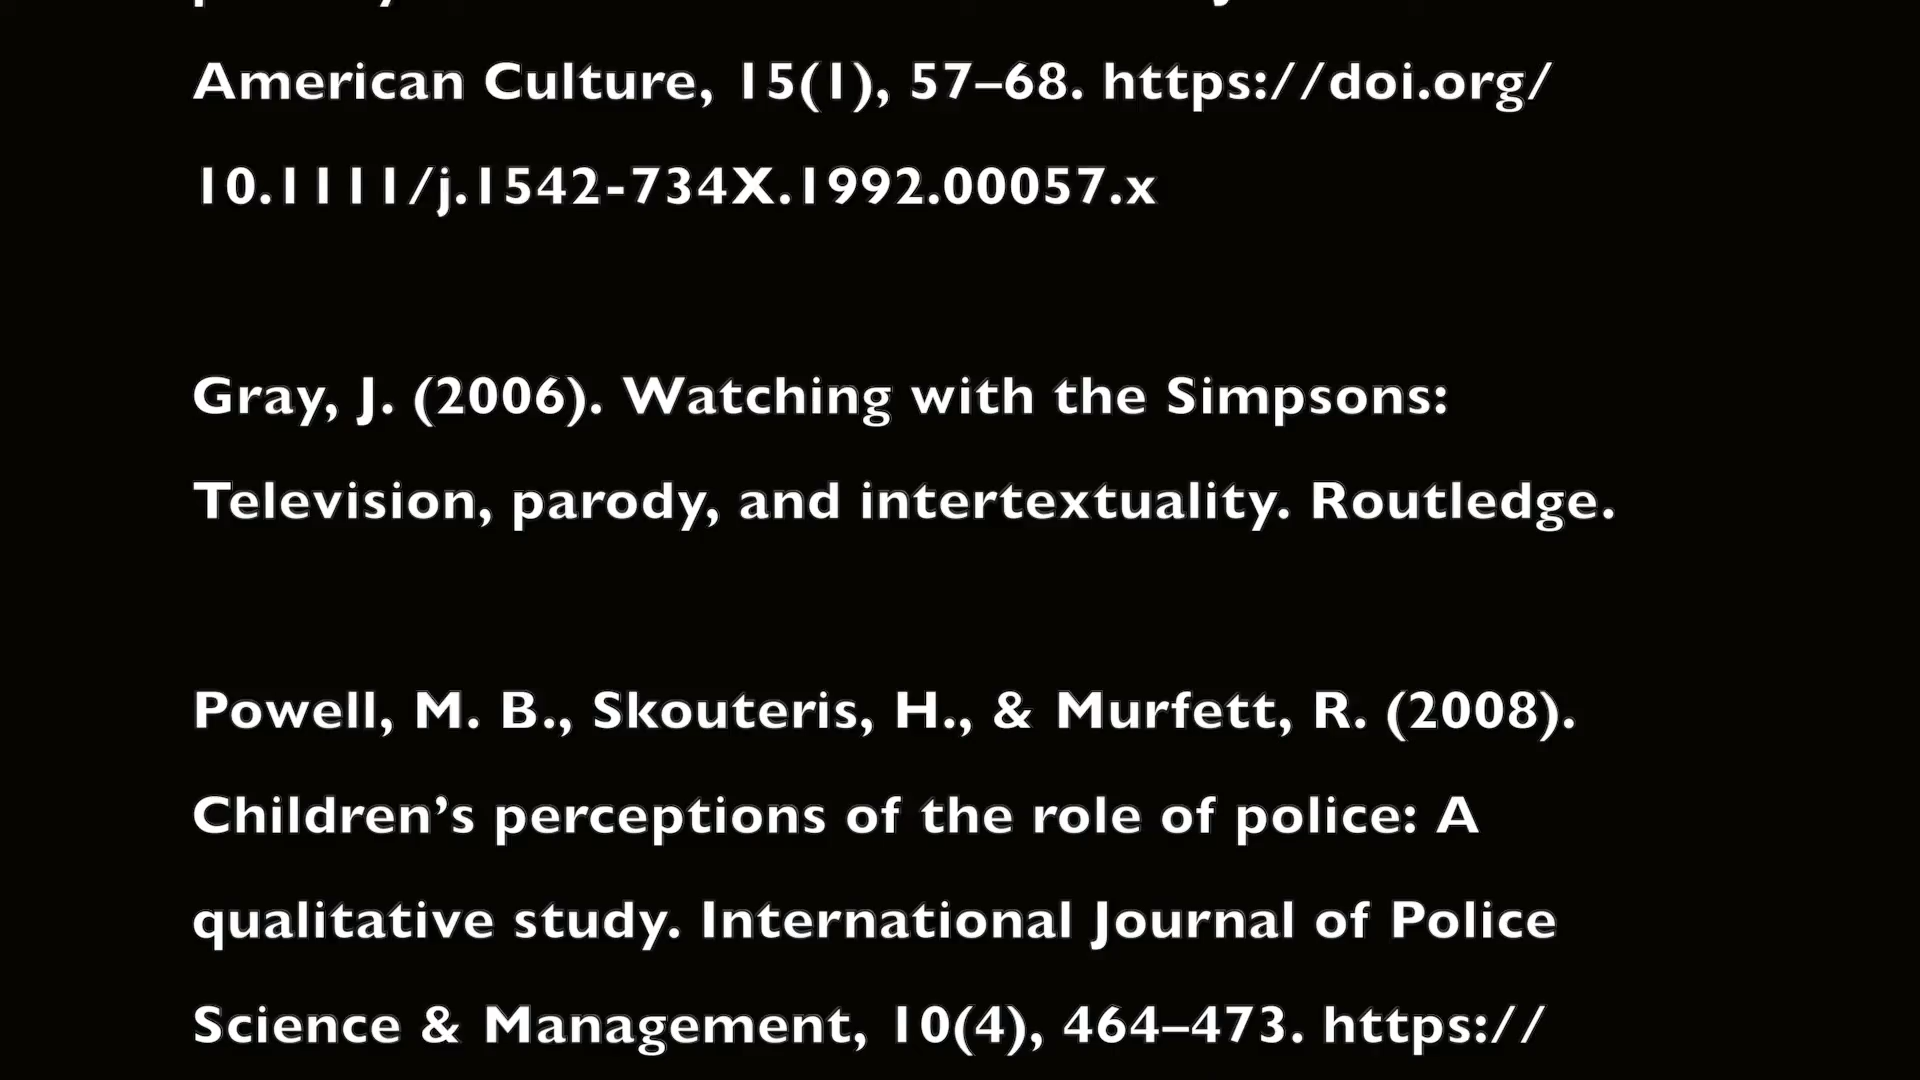 American Culture, 15(1), 57–68. https://doi.org/
10.1111/j.1542-734X.1992.00057.x
Gray, J. (2006). Watching with the Simpsons:
Television, parody, and intertextuality. Routledge.
Powell, M. B., Skouteris, H., & Murfett, R. (2008).
Children’s perceptions of the role of police: A
qualitative study. International Journal of Police
Science & Management, 10(4), 464–473. https://